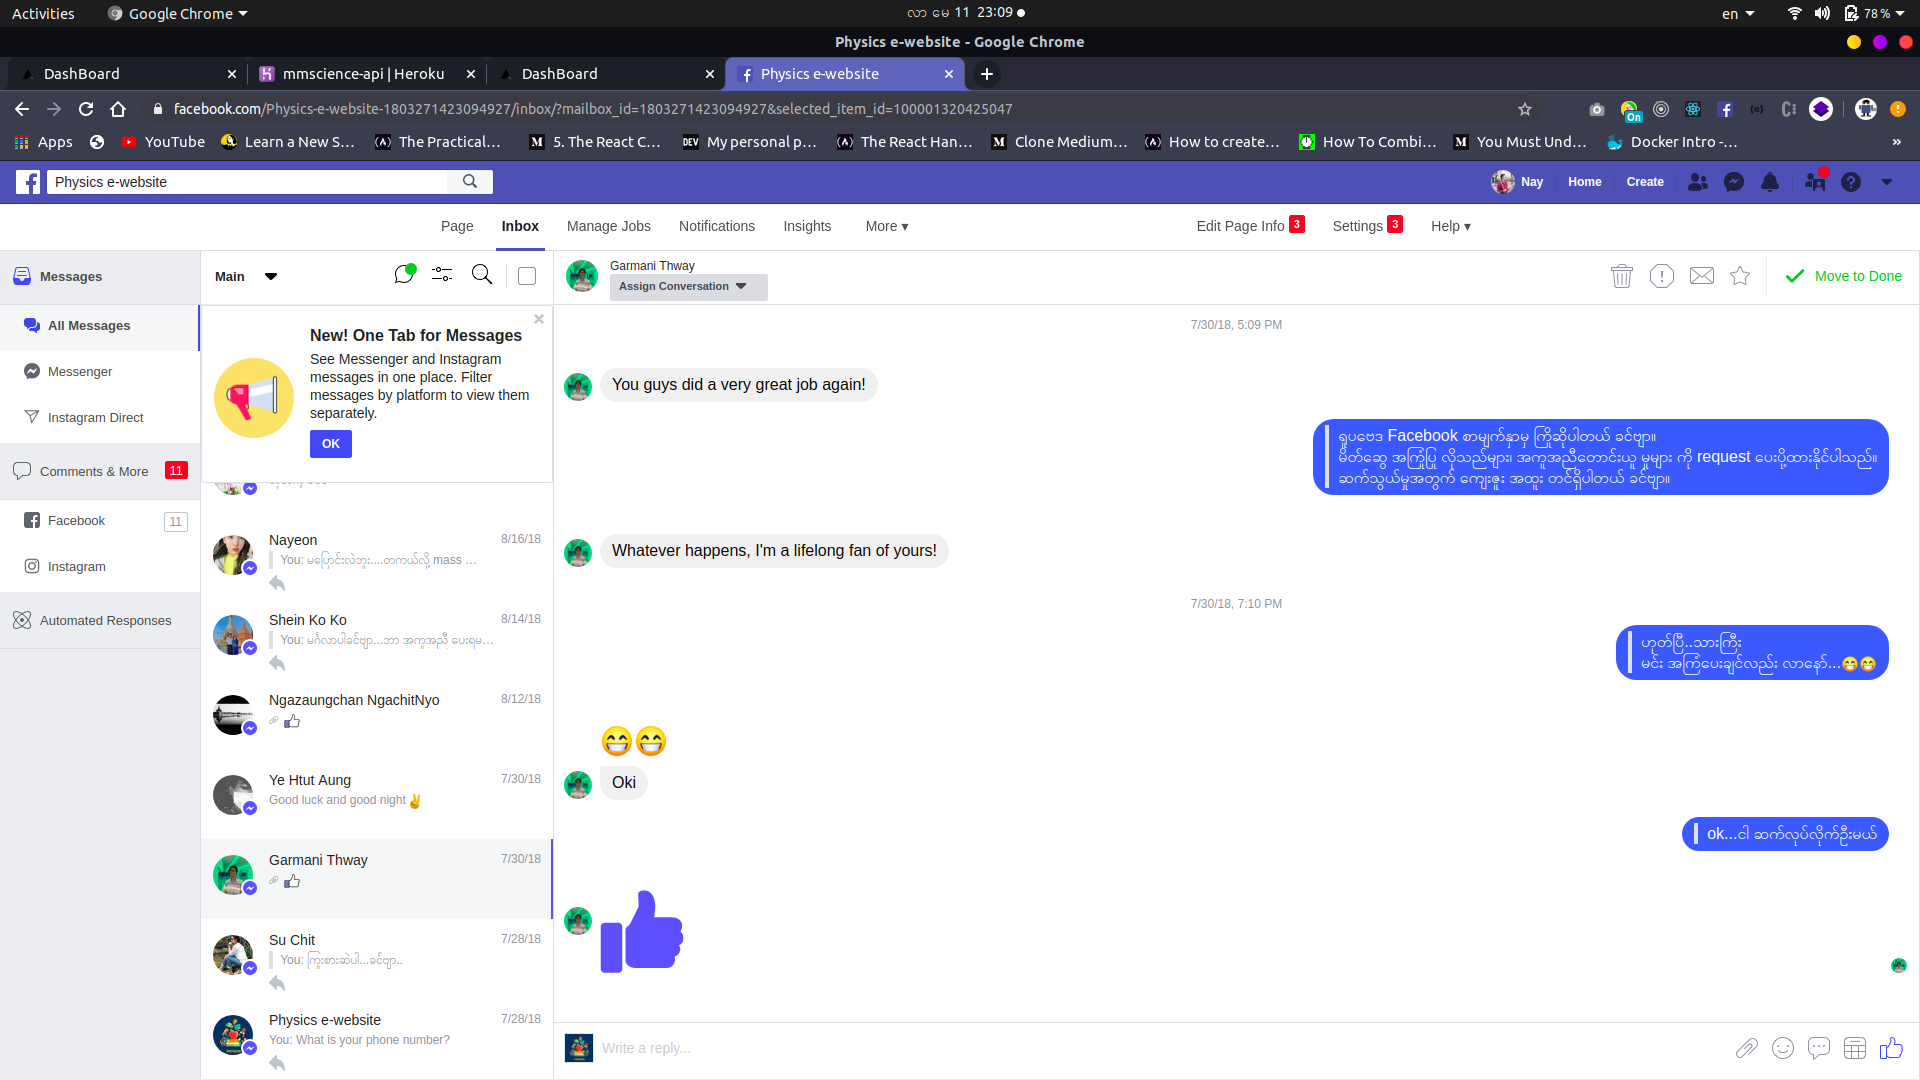 Activities
Google Chrome
လာ မေ 11 23:09
en
78 %
Physics e-website - Google Chrome
DashBoard
mmscience-api | Heroku
DashBoard
Physics e-website
facebook.com/Physics-e-website-1803271423094927/inbox/?mailbox_id=1803271423094927&selected_item_id=100001320425047
On
Apps
YouTube
Learn a New S...
The Practical...
5. The React C...
DEV
My personal p...
The React Han...
Clone Medium...
How to create...
How To Combi...
You Must Und...
Docker Intro -...
Physics e-website
Nay
Home
Create
Page
Inbox
Manage Jobs
Notifications
Insights
More
Edit Page Info 3
Settings 3
Help
Messages
All Messages
Messenger
Instagram Direct
Comments & More 11
Facebook 11
Instagram
Automated Responses
Main
New! One Tab for Messages
See Messenger and Instagram
messages in one place. Filter
messages by platform to view them
separately.
OK
Nayeon 8/16/18
You: မပြောင်းလဲဘူး....တကယ်လို့ mass ...
Shein Ko Ko 8/14/18
You: မင်္ဂလာပါခင်ဗျာ...ဘာ အကူအညီ ပေးရမ...
Ngazaungchan NgachitNyo 8/12/18
Ye Htut Aung 7/30/18
Good luck and good night ✌
Garmani Thway 7/30/18
Su Chit 7/28/18
You: ကြိုးစားဆဲပါ...ခင်ဗျာ..
Physics e-website 7/28/18
You: What is your phone number?
Garmani Thway
Assign Conversation
Move to Done
7/30/18, 5:09 PM
You guys did a very great job again!
ရူပဗေဒ Facebook စာမျက်နှာမှ ကြိုဆိုပါတယ် ခင်ဗျာ။
မိတ်ဆွေ အကြံပြု လိုသည်များ၊ အကူအညီတောင်းယူ မှုများ ကို request ပေးပို့ထားနိုင်ပါသည်။
ဆက်သွယ်မှုအတွက် ကျေးဇူး အထူး တင်ရှိပါတယ် ခင်ဗျာ။
Whatever happens, I'm a lifelong fan of yours!
7/30/18, 7:10 PM
ဟုတ်ပြီ..သားကြီး
မင်း အကြံပေးချင်လည်း လာနော်...😁😁
😁😁
Oki
ok...ငါ ဆက်လုပ်လိုက်ဦးမယ်
Write a reply...